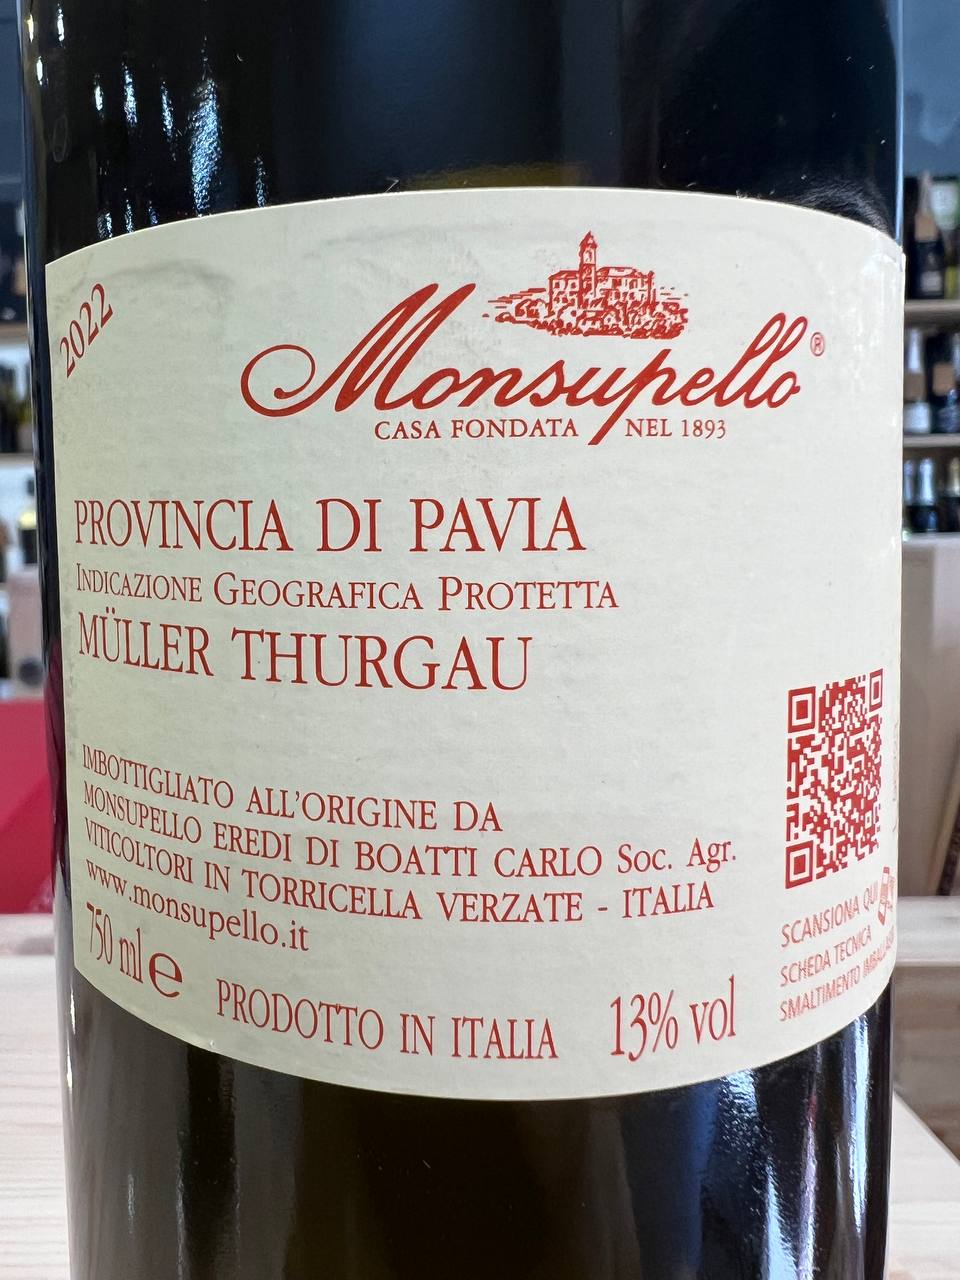 2022
Monsupello®
CASA FONDATA NEL 1893
PROVINCIA DI PAVIA
INDICAZIONE GEOGRAFICA PROTETTA
MÜLLER THURGAU
IMBOTTIGLIATO ALL'ORIGINE DA
MONSUPELLO EREDI DI BOATTI CARLO Soc. Agr.
VITICOLTORI IN TORRICELLA VERZATE - ITALIA
www.monsupello.it
750 ml e
PRODOTTO IN ITALIA
13% vol
SCANSIONA QUI
SCHEDA TECNICA
SMALTIMENTO